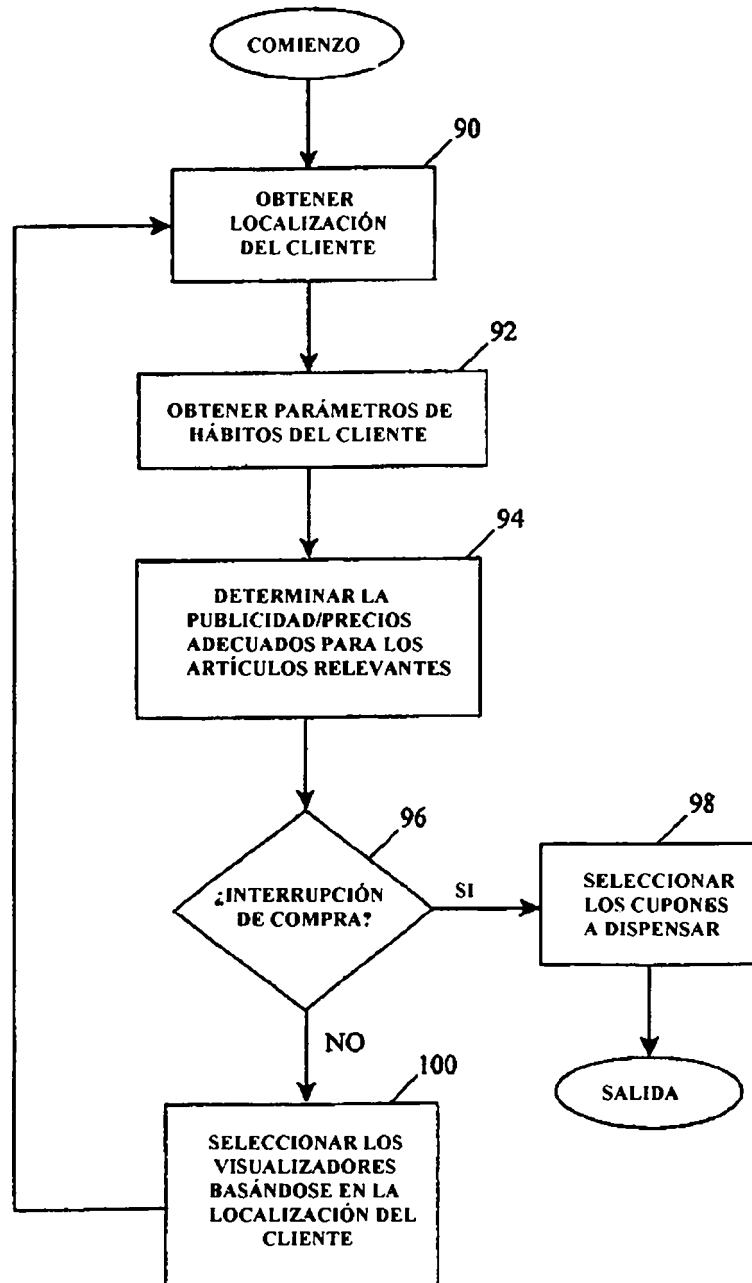 COMIENZO
90
OBTENER
LOCALIZACIÓN
DEL CLIENTE
92
OBTENER PARÁMETROS DE
HÁBITOS DEL CLIENTE
94
DETERMINAR LA
PUBLICIDAD/PRECIOS
ADECUADOS PARA LOS
ARTÍCULOS RELEVANTES
96
¿INTERRUPCIÓN
DE COMPRA?
SI
98
SELECCIONAR
LOS CUPONES
A DISPENSAR
NO
SALIDA
100
SELECCIONAR LOS
VISUALIZADORES
BASÁNDOSE EN LA
LOCALIZACIÓN DEL
CLIENTE